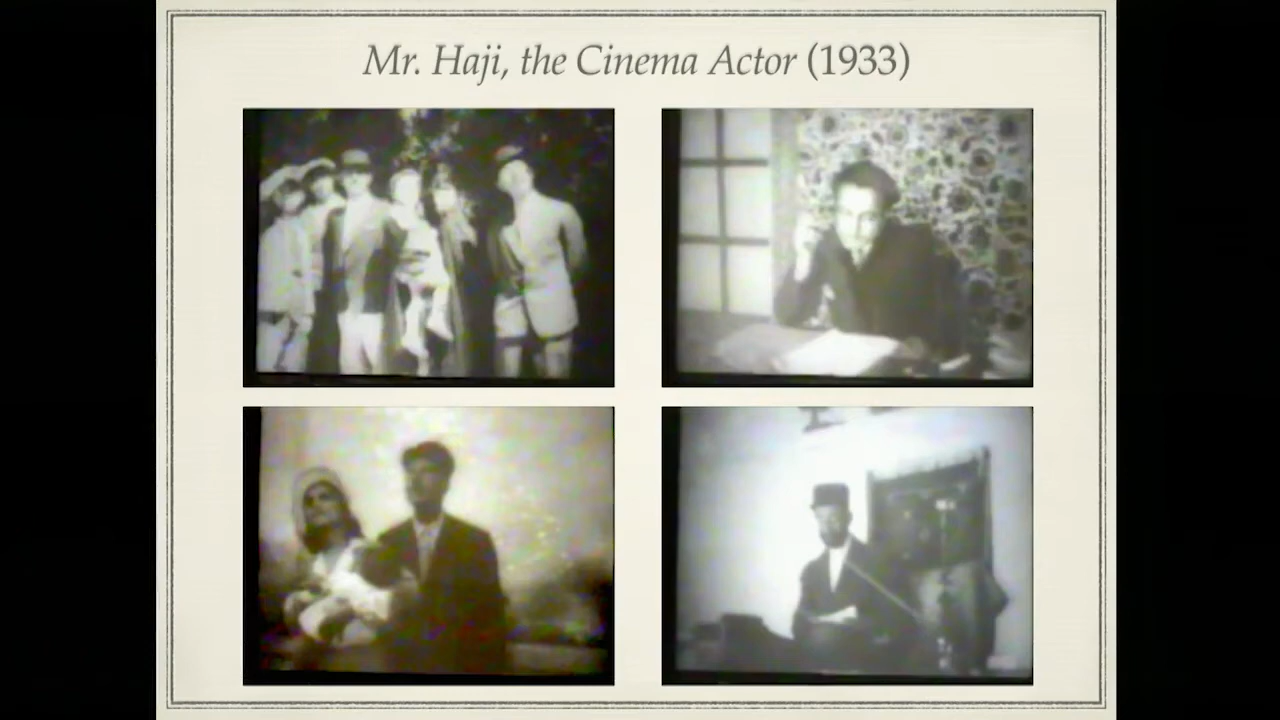 Mr. Haji, the Cinema Actor (1933)